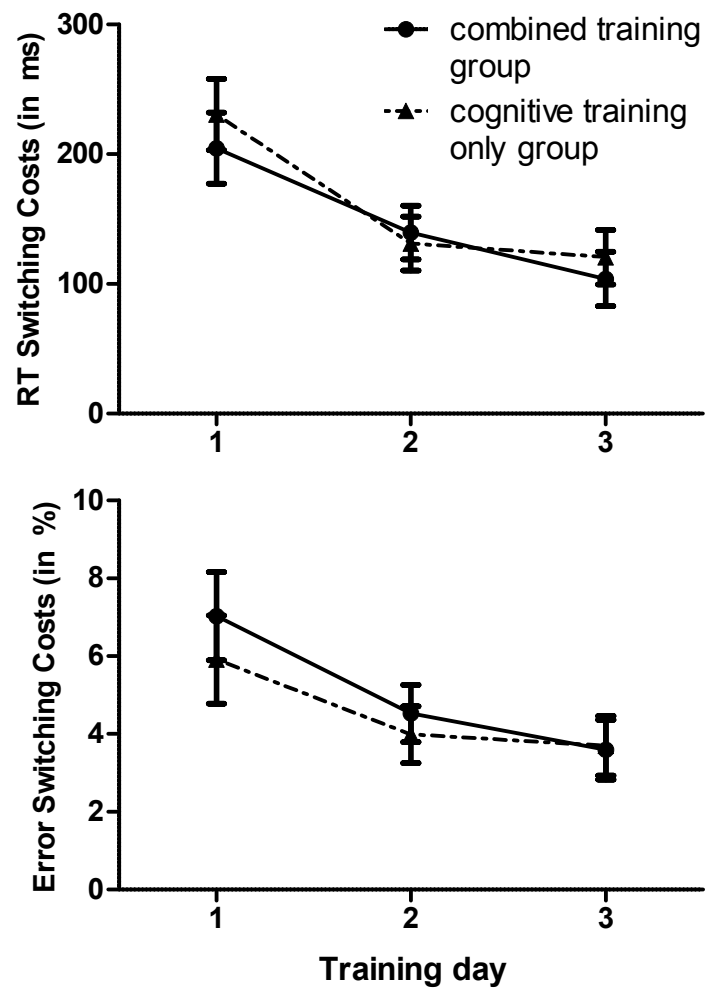 300
200
100
0
RT Switching Costs (in ms)
combined training
group
cognitive training
only group
1 2 3
10
8
6
4
2
0
Error Switching Costs (in %)
1 2 3
Training day